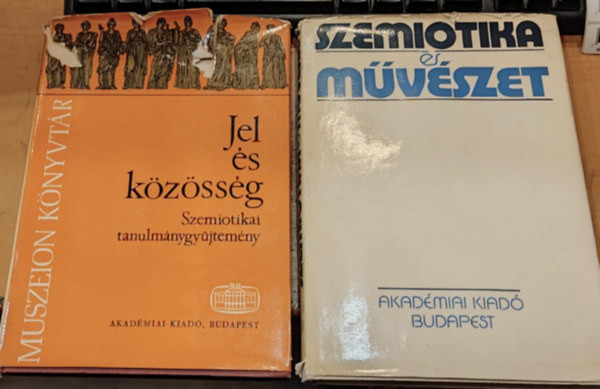 MUSZEION KÖNYVTÁR
Jel
és
közösség
Szemiotikai
tanulmánygyűjtemény
AKADÉMIAI KIADÓ, BUDAPEST
SZEMIOTIKA
és
MŰVÉSZET
AKADÉMIAI KIADÓ
BUDAPEST